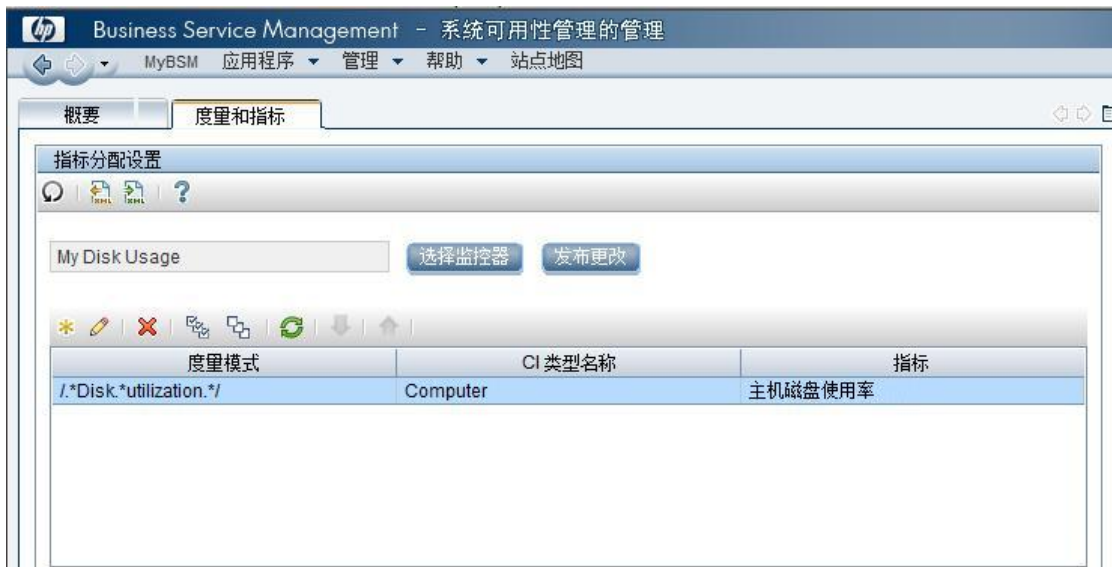 hp Business Service Management - 系统可用性管理的管理
MyBSM 应用程序 管理 帮助 站点地图
概要 度量和指标
指标分配设置
XML XML ?
My Disk Usage 选择监控器 发布更改
度量模式 CI 类型名称 指标
/.*Disk.*utilization.*/ Computer 主机磁盘使用率